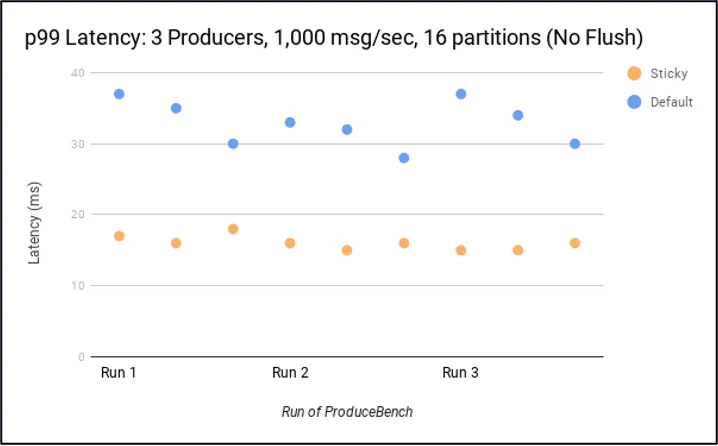 p99 Latency: 3 Producers, 1,000 msg/sec, 16 partitions (No Flush)
Sticky
Default
Latency (ms)
40
30
20
10
0
Run 1
Run 2
Run 3
Run of ProduceBench